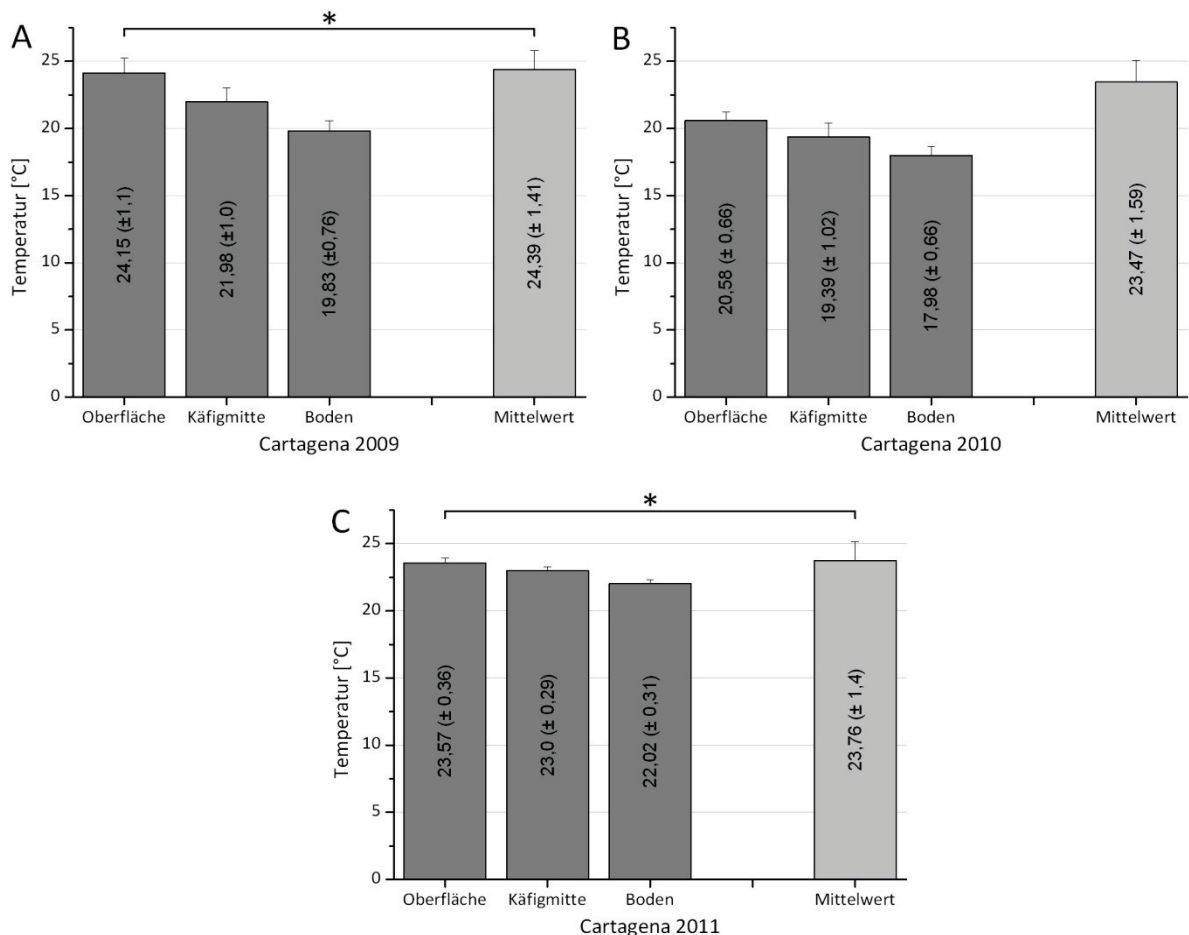 A
*
Temperatur [°C]
25
20
15
10
5
0
24,15 (±1,1)
21,98 (±1,0)
19,83 (±0,76)
24,39 (± 1,41)
Oberfläche Käfigmitte Boden Mittelwert
Cartagena 2009
B
Temperatur [°C]
25
20
15
10
5
0
20,58 (± 0,66)
19,39 (± 1,02)
17,98 (± 0,66)
23,47 (± 1,59)
Oberfläche Käfigmitte Boden Mittelwert
Cartagena 2010
C
*
Temperatur [°C]
25
20
15
10
5
0
23,57 (± 0,36)
23,0 (± 0,29)
22,02 (± 0,31)
23,76 (± 1,4)
Oberfläche Käfigmitte Boden Mittelwert
Cartagena 2011